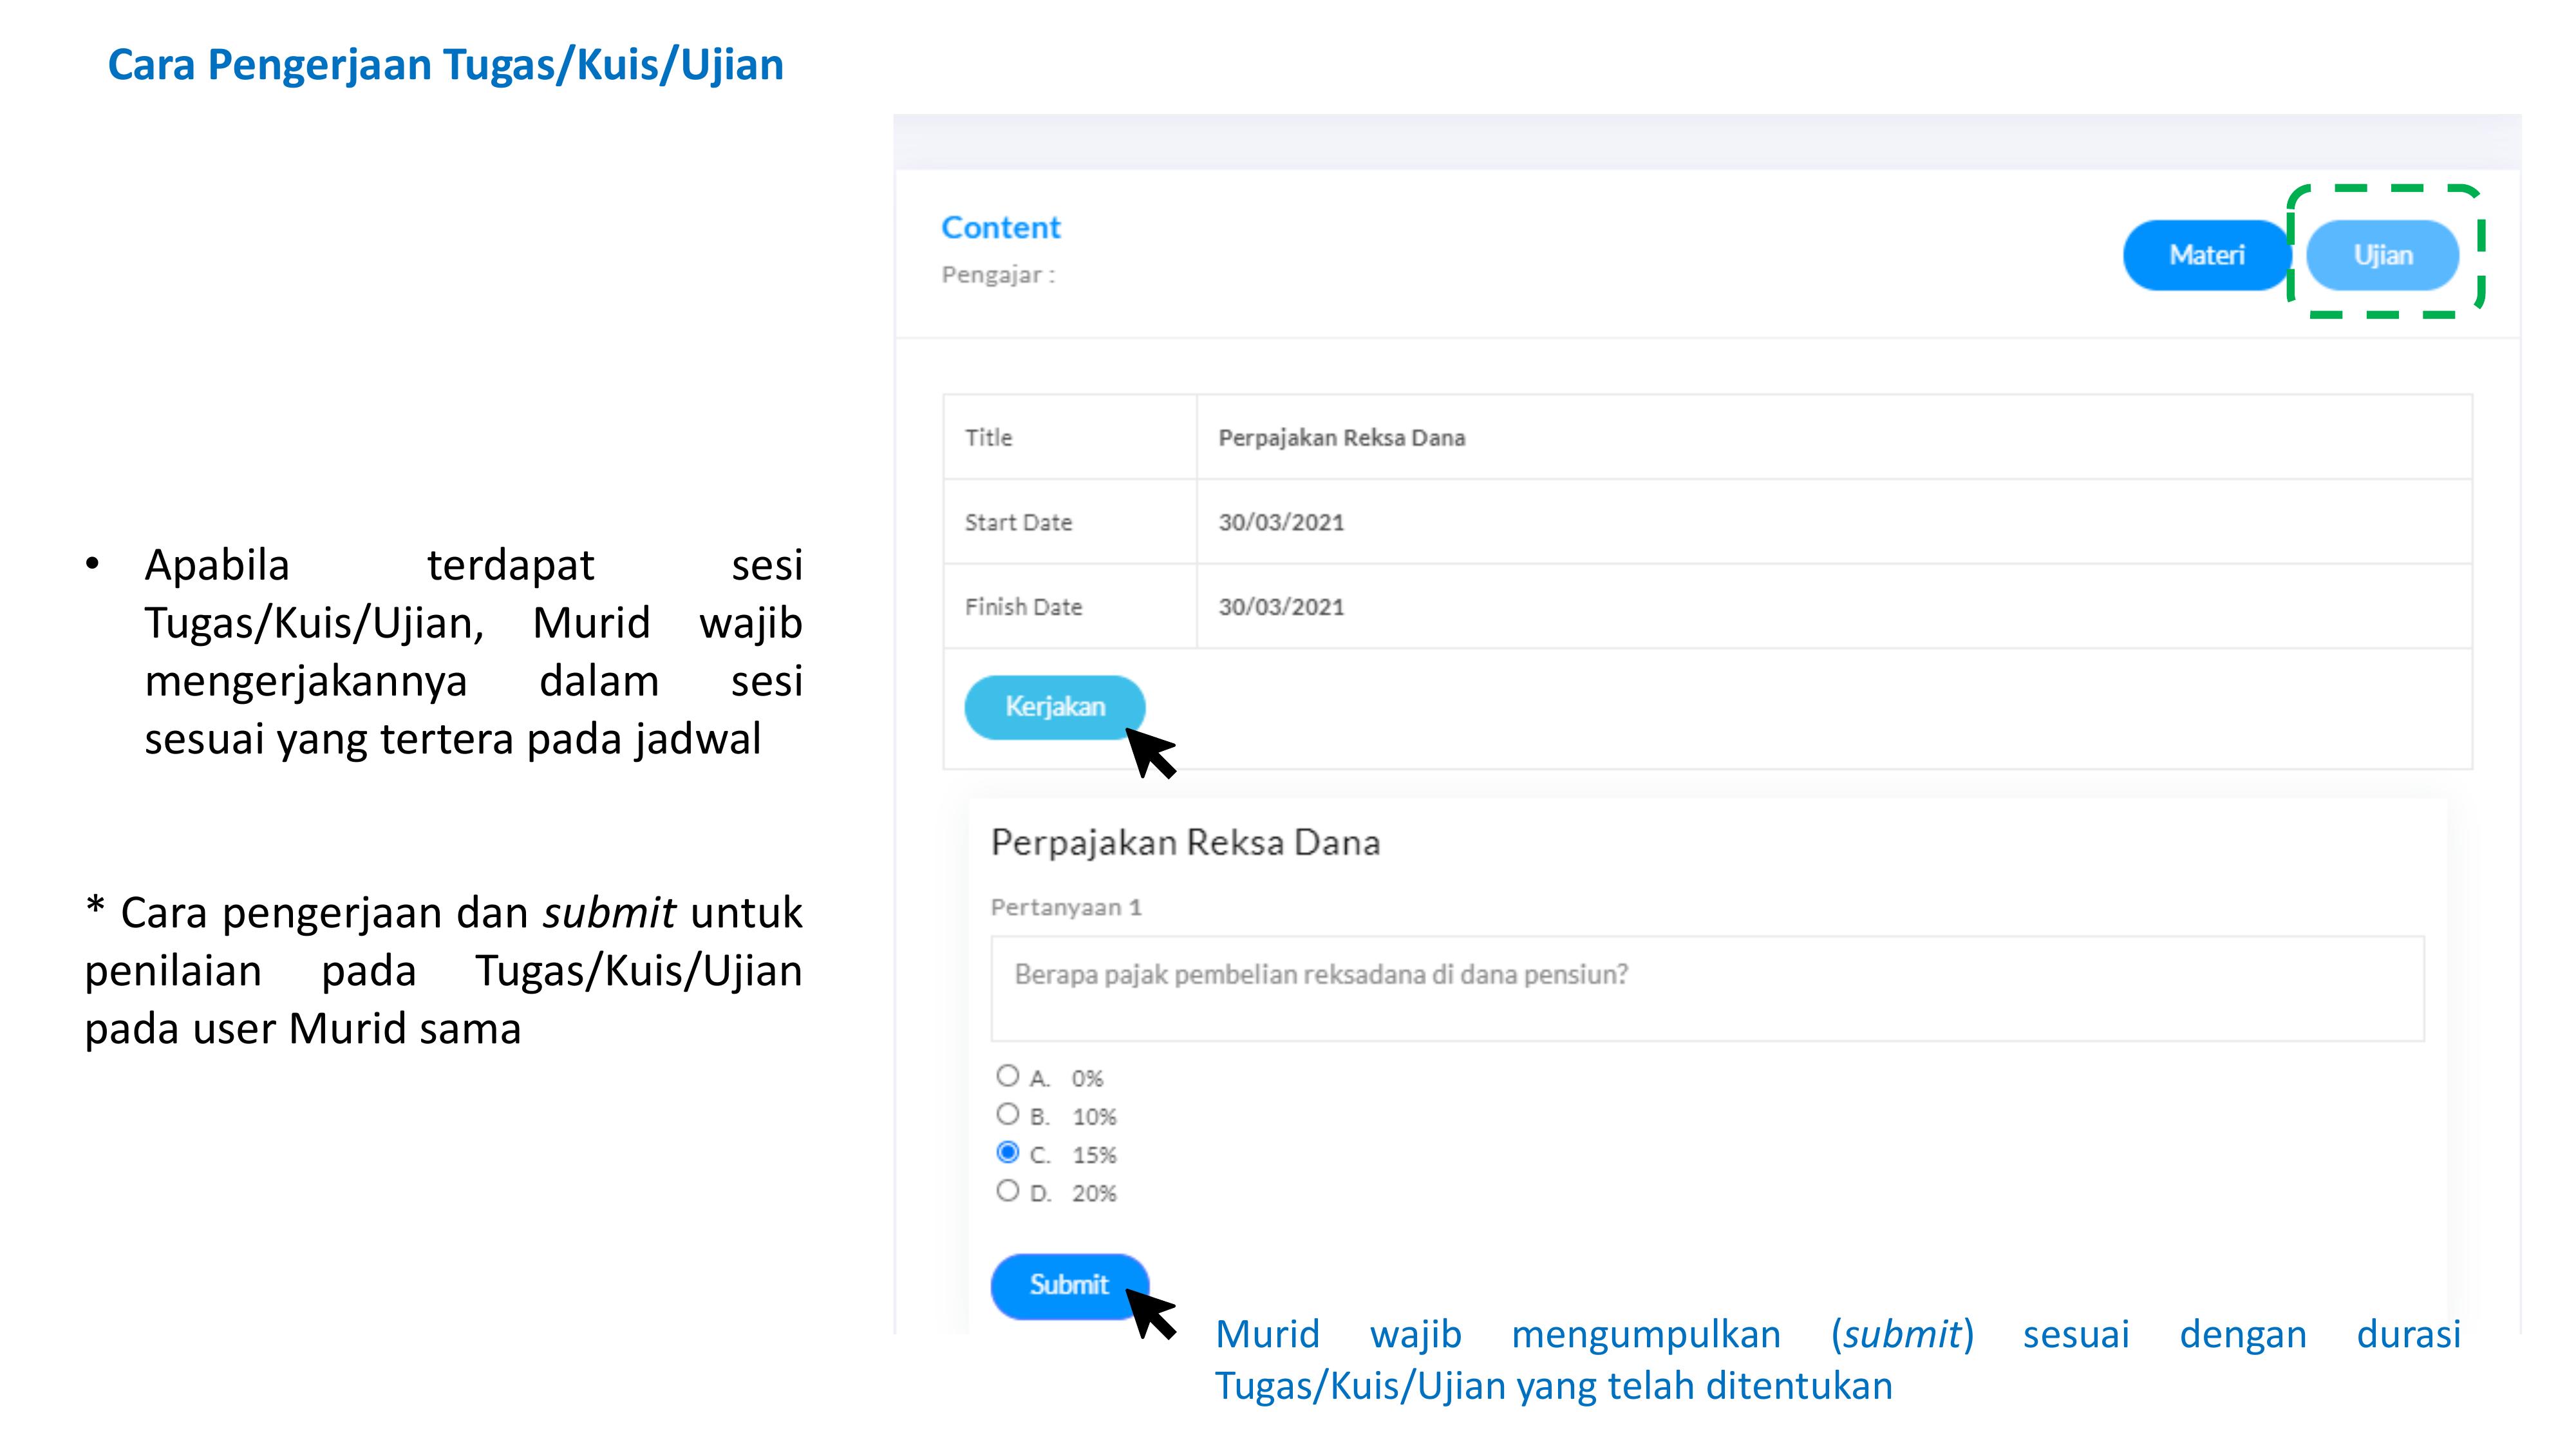 Cara Pengerjaan Tugas/Kuis/Ujian
• Apabila terdapat sesi
Tugas/Kuis/Ujian, Murid wajib
mengerjakannya dalam sesi
sesuai yang tertera pada jadwal
* Cara pengerjaan dan submit untuk
penilaian pada Tugas/Kuis/Ujian
pada user Murid sama
Content
Pengajar :
Materi
Ujian
Title Perpajakan Reksa Dana
Start Date 30/03/2021
Finish Date 30/03/2021
Kerjakan
Perpajakan Reksa Dana
Pertanyaan 1
Berapa pajak pembelian reksadana di dana pensiun?
A. 0%
B. 10%
C. 15%
D. 20%
Submit
Murid wajib mengumpulkan (submit) sesuai dengan durasi
Tugas/Kuis/Ujian yang telah ditentukan